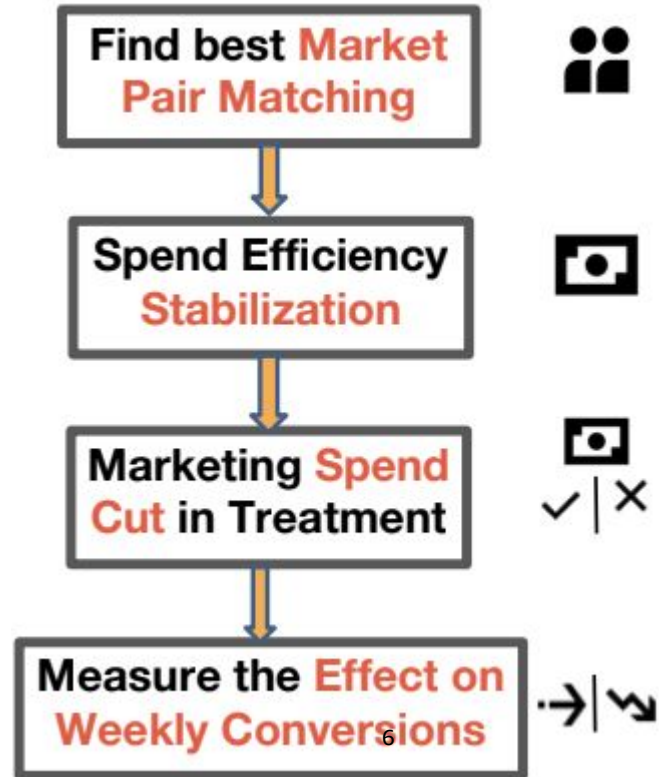 Find best Market
Pair Matching
Spend Efficiency
Stabilization
Marketing Spend
Cut in Treatment
Measure the Effect on
Weekly Conversions
6